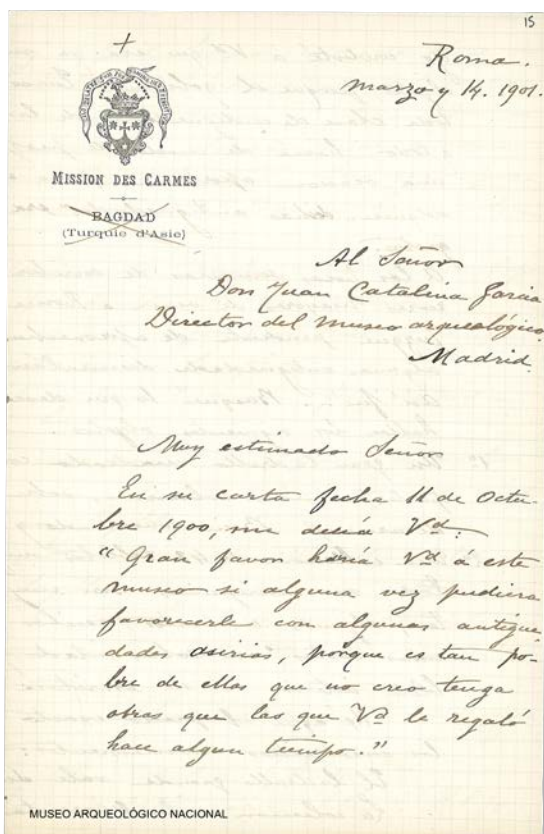 15
Roma.
marzo y 14. 1901.
MISSION DES CARMES
BAGDAD
(Turquie d'Asie)
Al Señor
Don Juan Catalina Garcia
Director del museo arqueológico.
Madrid.
Muy estimado Señor
En su carta fecha 11 de Octu-
bre 1900, me decía Vd:
"Gran favor haría Vd á este
museo si alguna vez pudiera
favorecerle con algunas antigüe
dades asirias, porque es tan po-
bre de ellas que no creo tenga
otras que las que Vd le regaló
hace algun tiempo."
MUSEO ARQUEOLÓGICO NACIONAL